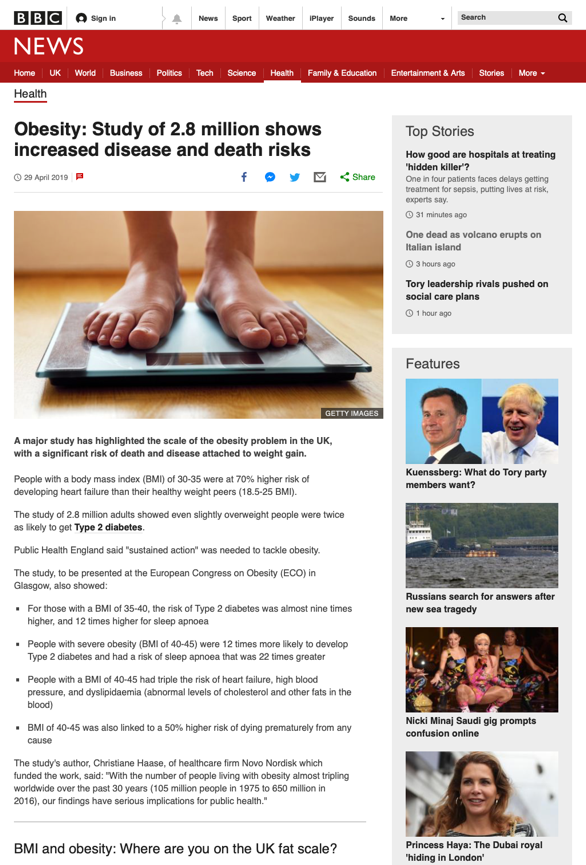 BBC
Sign in
News
Sport
Weather
iPlayer
Sounds
More
Search
NEWS
Home
UK
World
Business
Politics
Tech
Science
Health
Family & Education
Entertainment & Arts
Stories
More
Health
Obesity: Study of 2.8 million shows
increased disease and death risks
29 April 2019
Share
GETTY IMAGES
A major study has highlighted the scale of the obesity problem in the UK,
with a significant risk of death and disease attached to weight gain.
People with a body mass index (BMI) of 30-35 were at 70% higher risk of
developing heart failure than their healthy weight peers (18.5-25 BMI).
The study of 2.8 million adults showed even slightly overweight people were twice
as likely to get Type 2 diabetes.
Public Health England said "sustained action" was needed to tackle obesity.
The study, to be presented at the European Congress on Obesity (ECO) in
Glasgow, also showed:
For those with a BMI of 35-40, the risk of Type 2 diabetes was almost nine times
higher, and 12 times higher for sleep apnoea
People with severe obesity (BMI of 40-45) were 12 times more likely to develop
Type 2 diabetes and had a risk of sleep apnoea that was 22 times greater
People with a BMI of 40-45 had triple the risk of heart failure, high blood
pressure, and dyslipidaemia (abnormal levels of cholesterol and other fats in the
blood)
BMI of 40-45 was also linked to a 50% higher risk of dying prematurely from any
cause
The study's author, Christiane Haase, of healthcare firm Novo Nordisk which
funded the work, said: "With the number of people living with obesity almost tripling
worldwide over the past 30 years (105 million people in 1975 to 650 million in
2016), our findings have serious implications for public health."
BMI and obesity: Where are you on the UK fat scale?
Top Stories
How good are hospitals at treating
'hidden killer'?
One in four patients faces delays getting
treatment for sepsis, putting lives at risk,
experts say.
31 minutes ago
One dead as volcano erupts on
Italian island
3 hours ago
Tory leadership rivals pushed on
social care plans
1 hour ago
Features
Kuenssberg: What do Tory party
members want?
Russians search for answers after
new sea tragedy
Nicki Minaj Saudi gig prompts
confusion online
Princess Haya: The Dubai royal
'hiding in London'